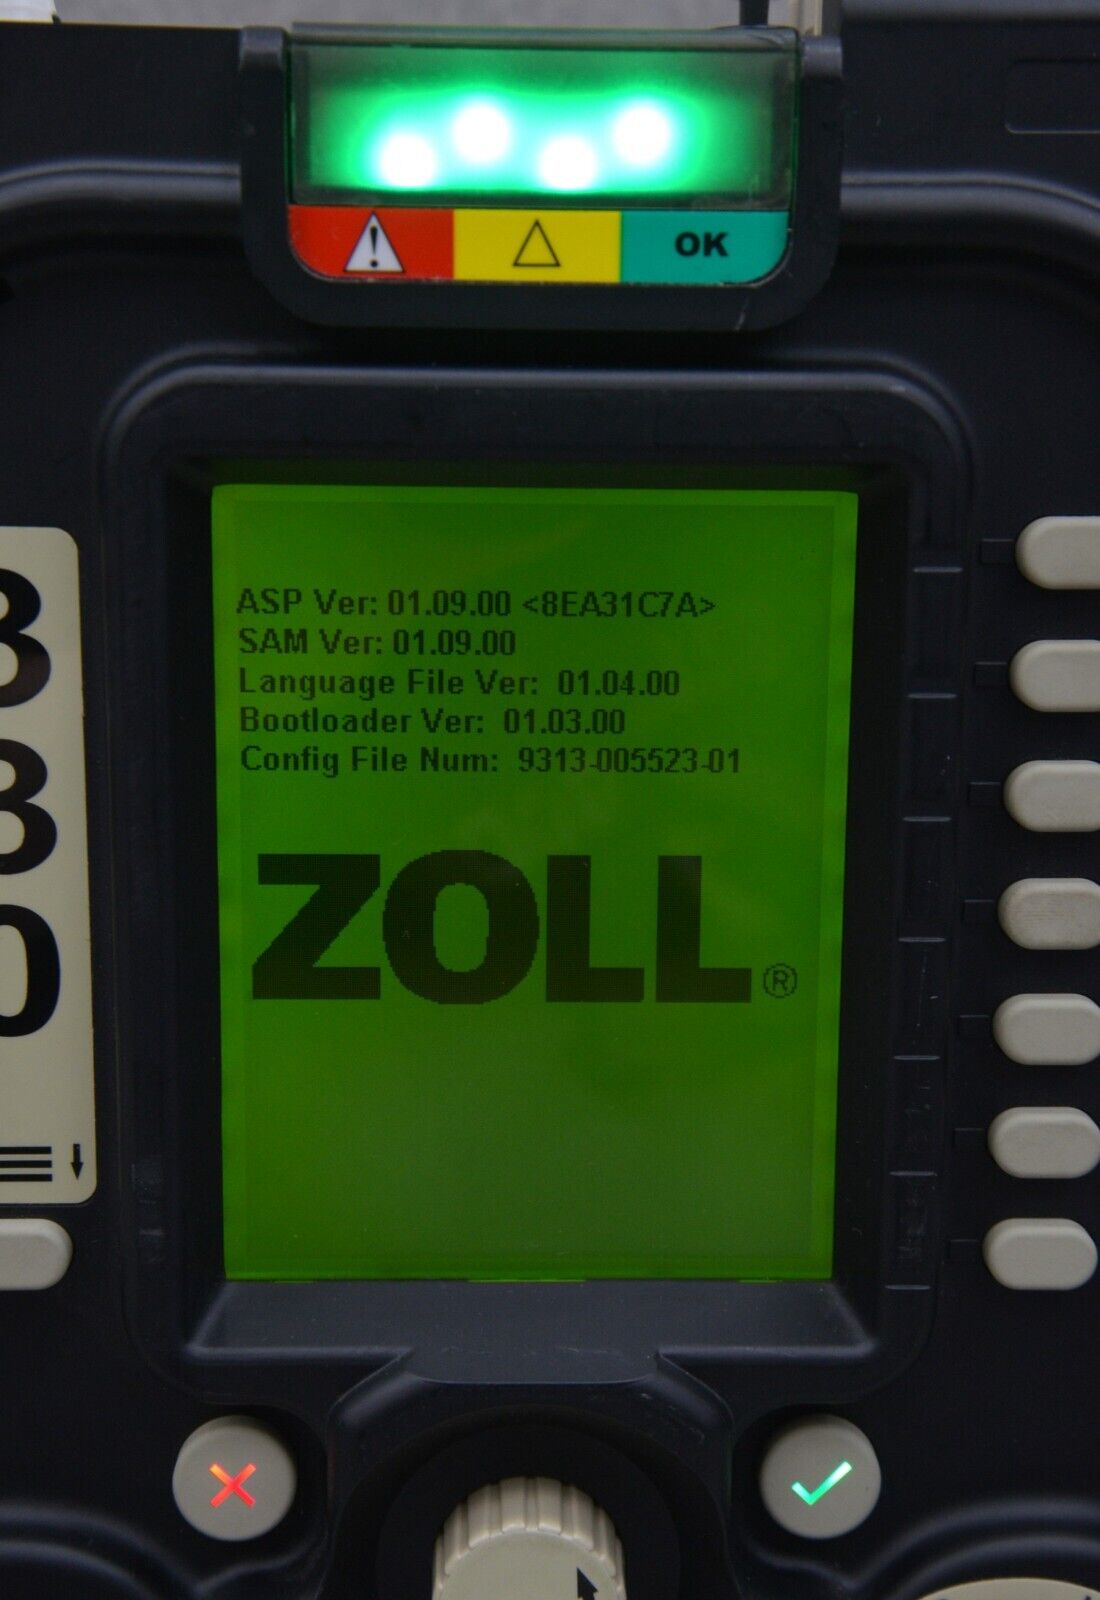 OK
ASP Ver: 01.09.00 <8EA31C7A>
SAM Ver: 01.09.00
Language File Ver: 01.04.00
Bootloader Ver: 01.03.00
Config File Num: 9313-005523-01
ZOLL®